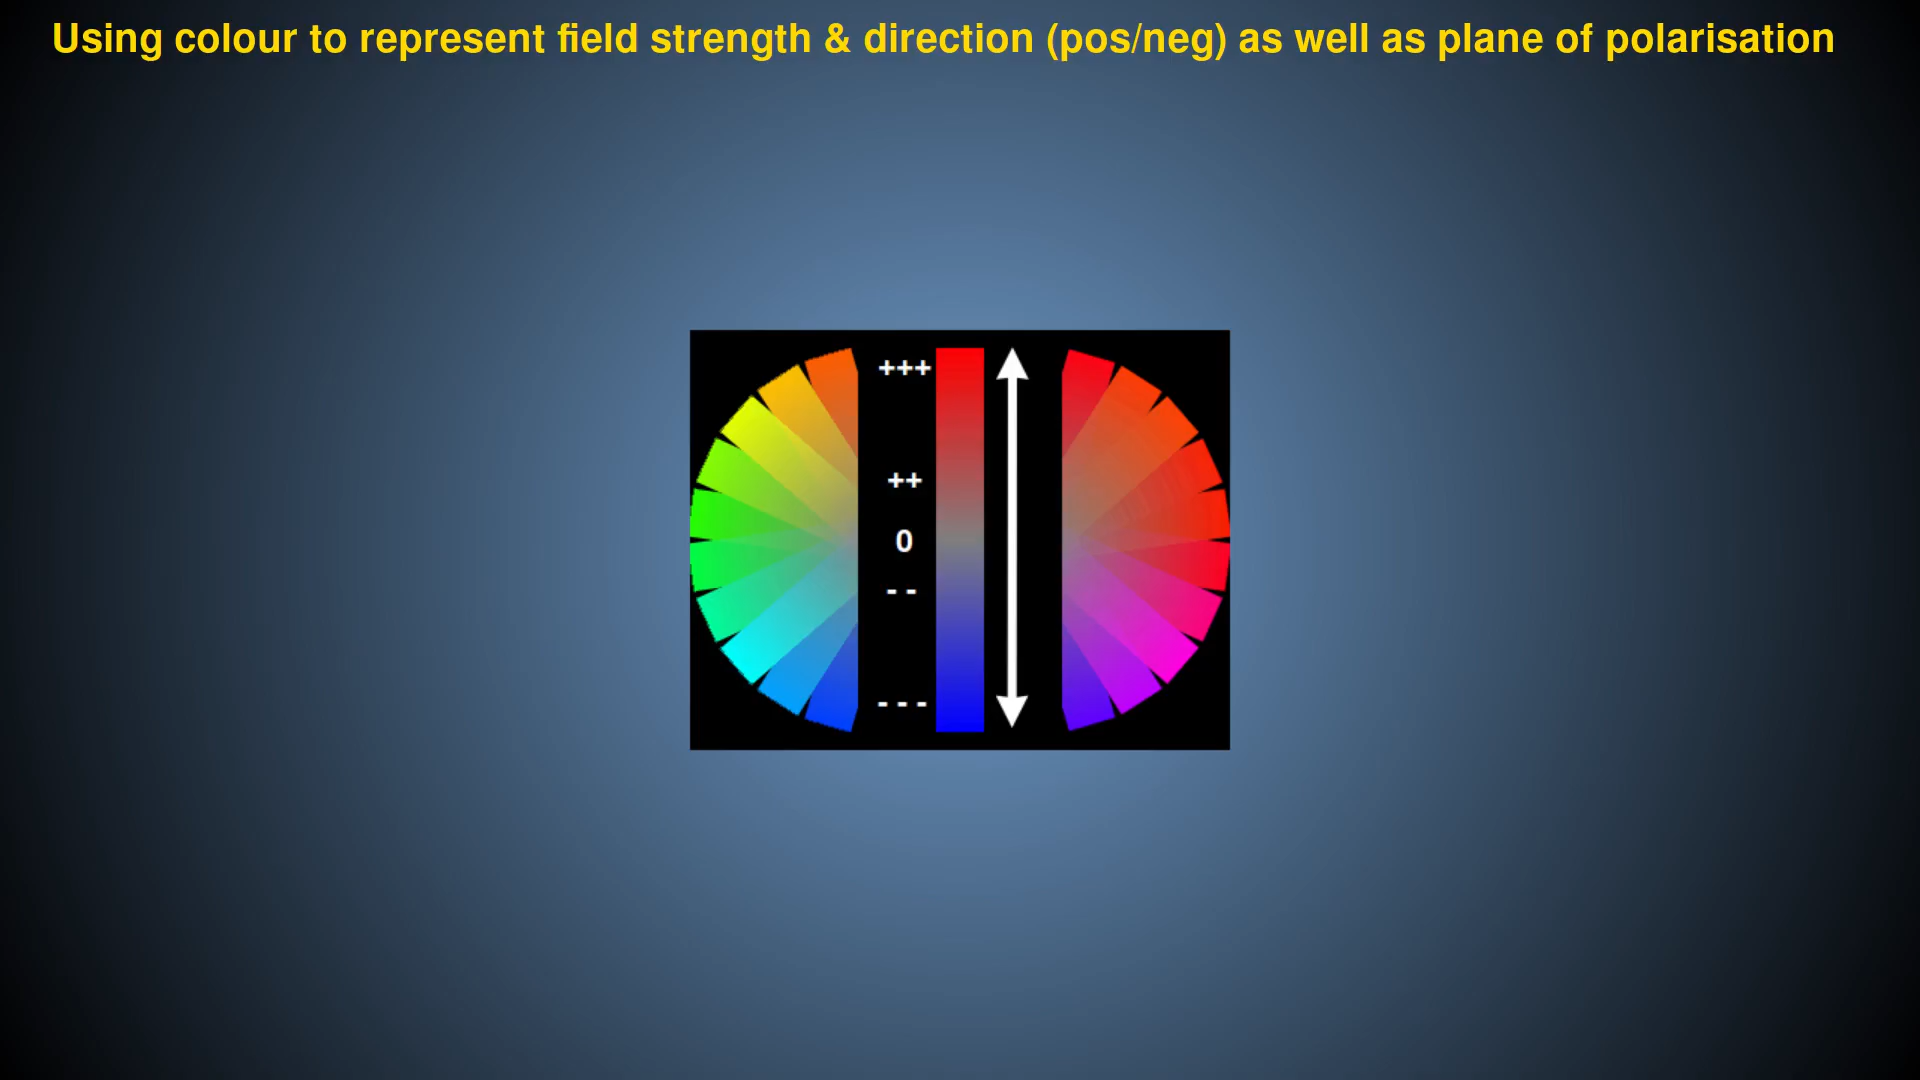 Using colour to represent field strength & direction (pos/neg) as well as plane of polarisation
+++
++
0
- -
- - -